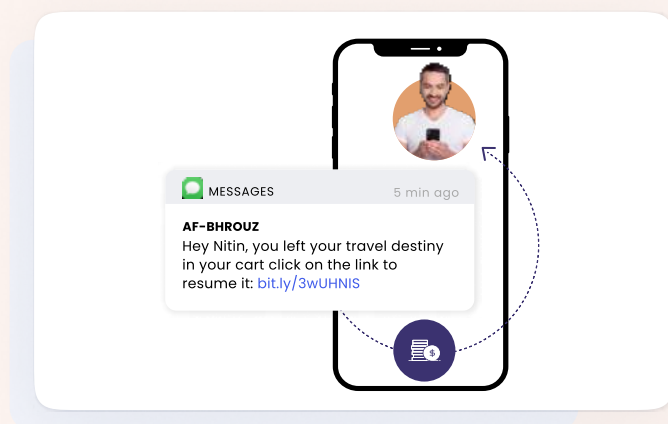 MESSAGES
5 min ago
AF-BHROUZ
Hey Nitin, you left your travel destiny
in your cart click on the link to
resume it: bit.ly/3wUHNIS
$